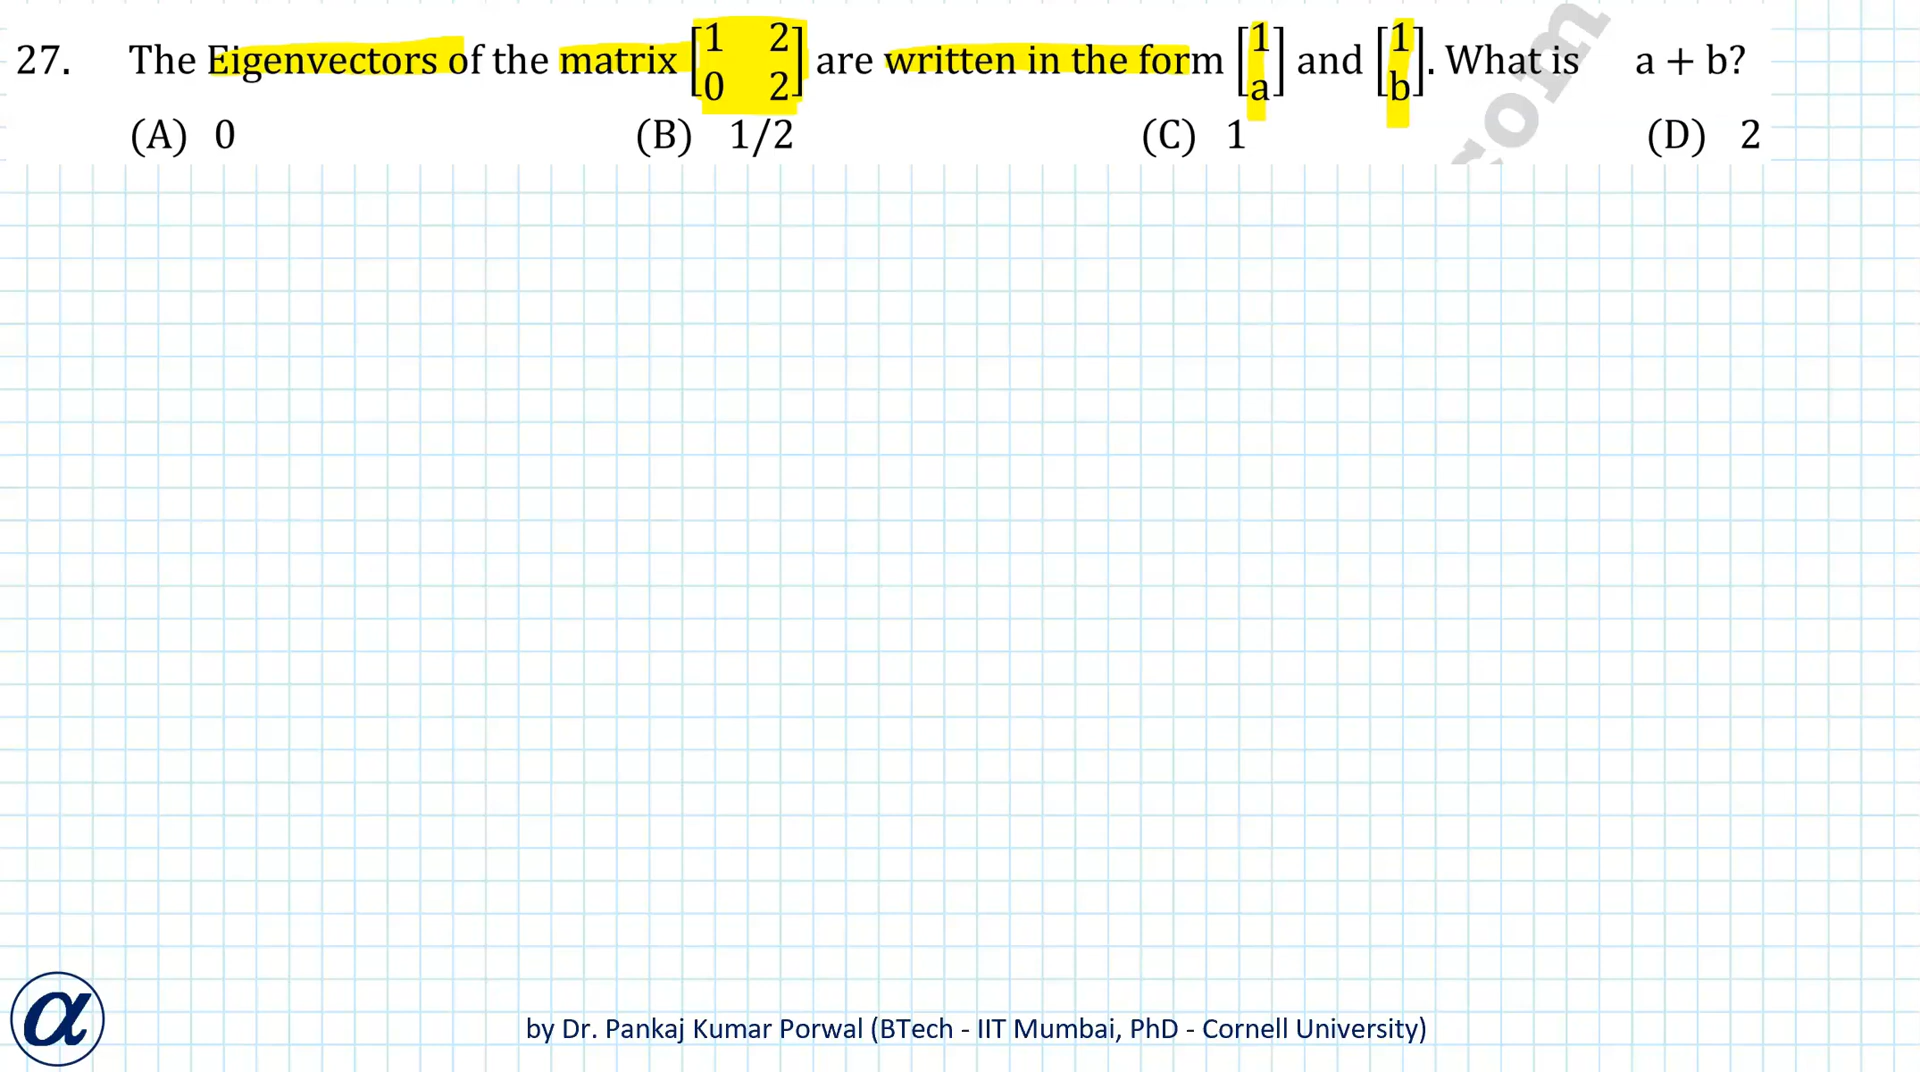 27. The Eigenvectors of the matrix [1 2 0 2] are written in the form [1 a] and [1 b]. What is a + b?
(A) 0 (B) 1/2 (C) 1 (D) 2
om
α
by Dr. Pankaj Kumar Porwal (BTech - IIT Mumbai, PhD - Cornell University)